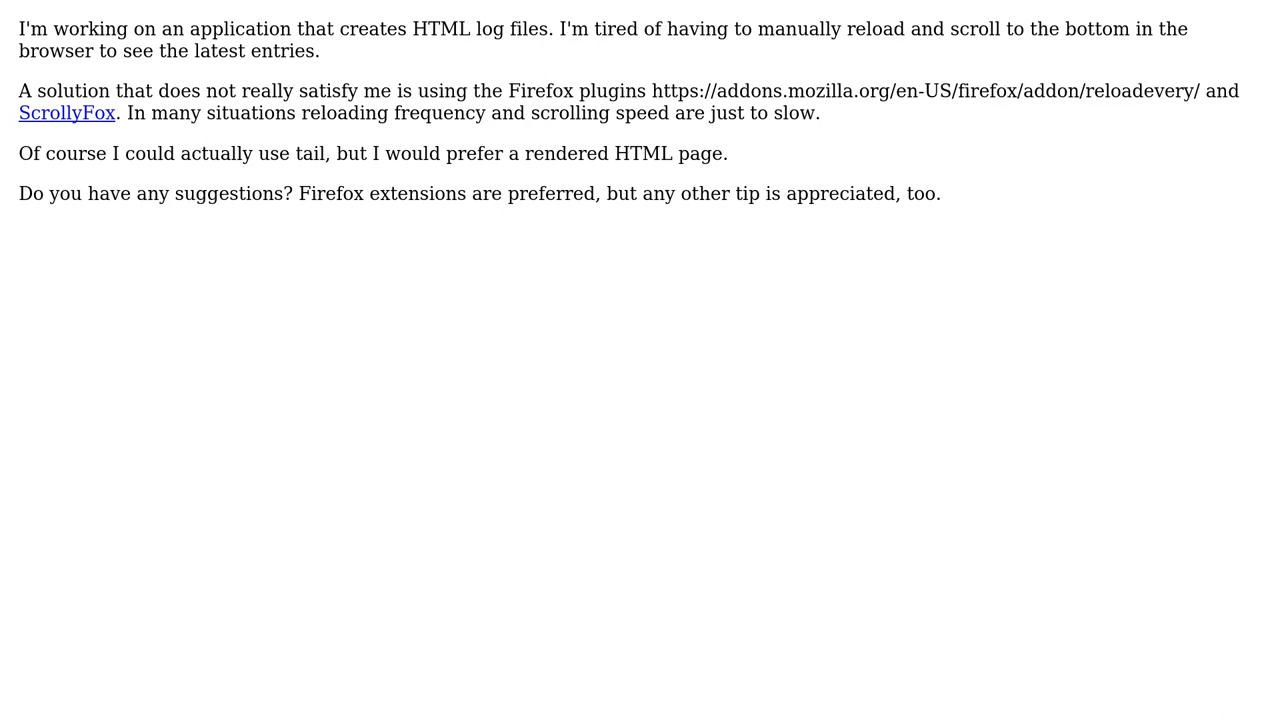 I'm working on an application that creates HTML log files. I'm tired of having to manually reload and scroll to the bottom in the
browser to see the latest entries.
A solution that does not really satisfy me is using the Firefox plugins https://addons.mozilla.org/en-US/firefox/addon/reloadevery/ and
ScrollyFox. In many situations reloading frequency and scrolling speed are just to slow.
Of course I could actually use tail, but I would prefer a rendered HTML page.
Do you have any suggestions? Firefox extensions are preferred, but any other tip is appreciated, too.